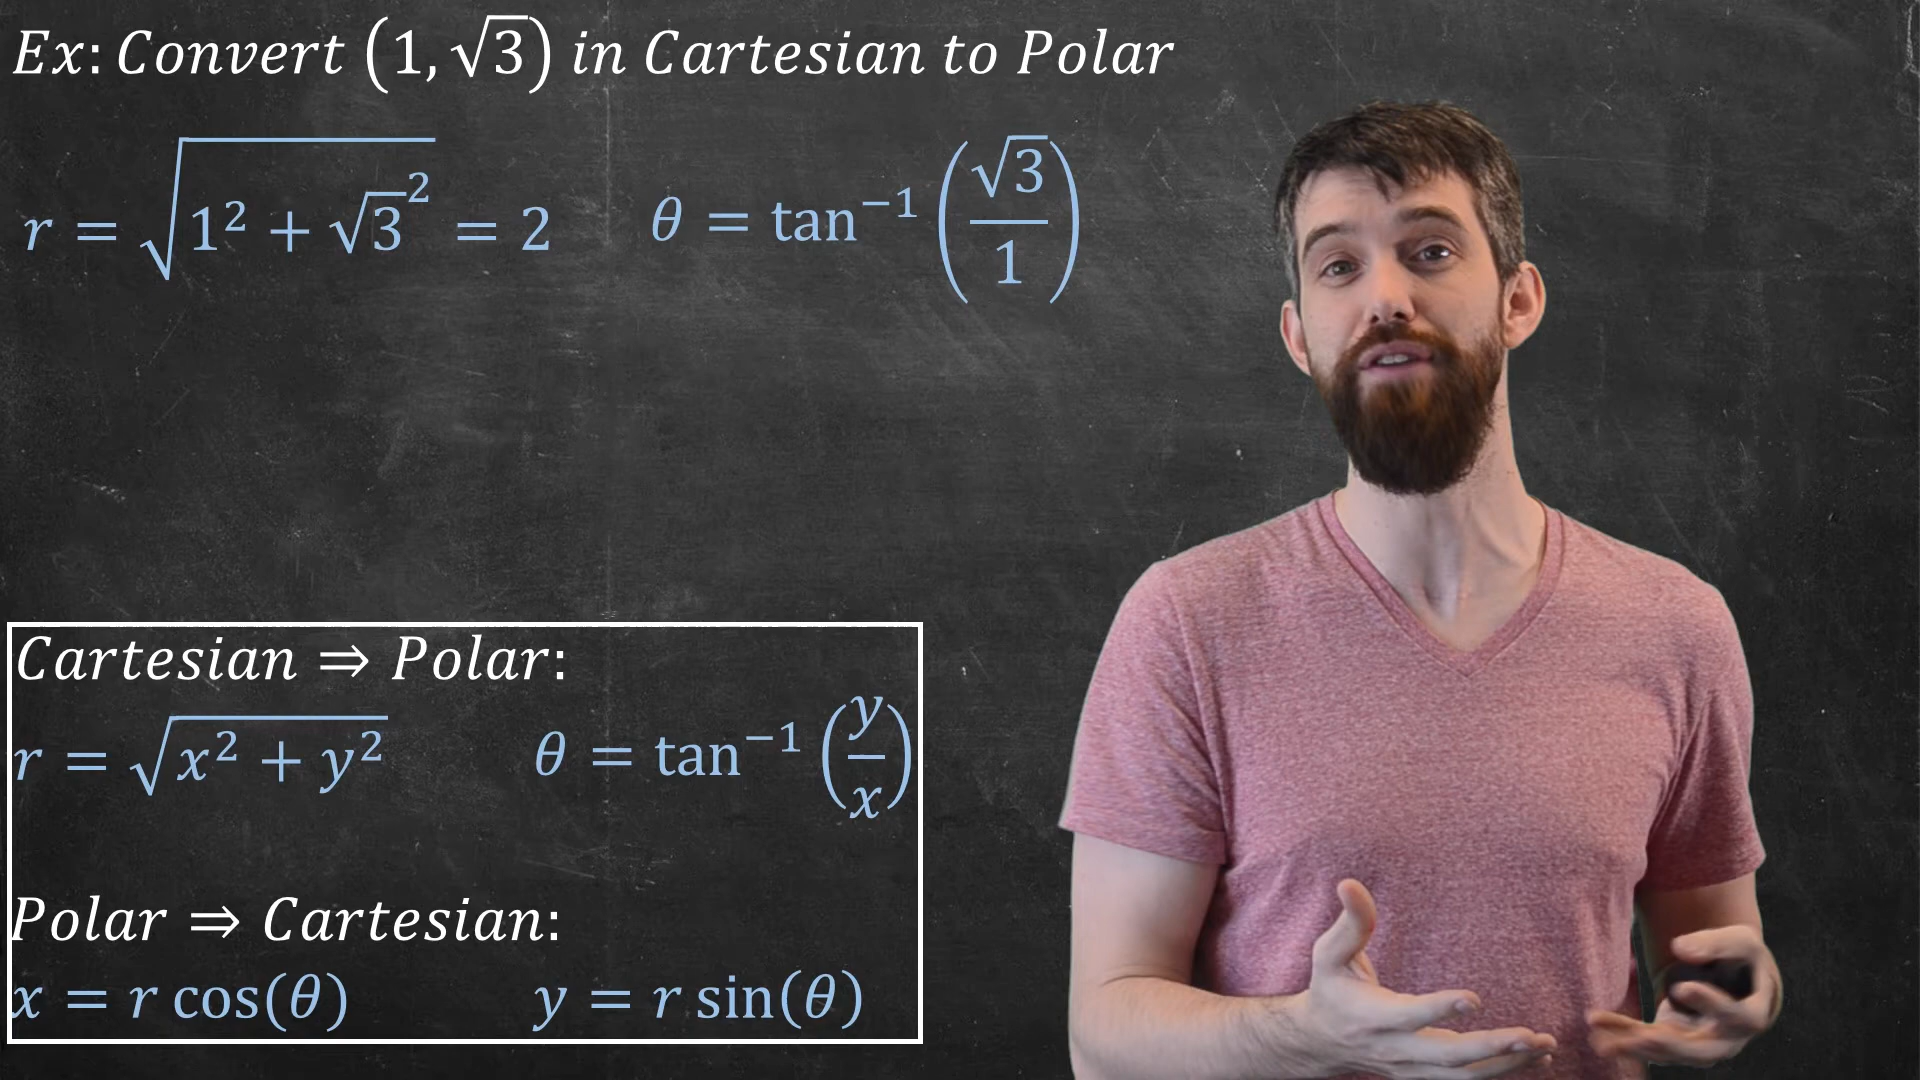 Ex: Convert (1, √3) in Cartesian to Polar
r = √(1² + √3²) = 2 θ = tan⁻¹(√3/1)
Cartesian ⇒ Polar:
r = √(x² + y²) θ = tan⁻¹(y/x)
Polar ⇒ Cartesian:
x = r cos(θ) y = r sin(θ)